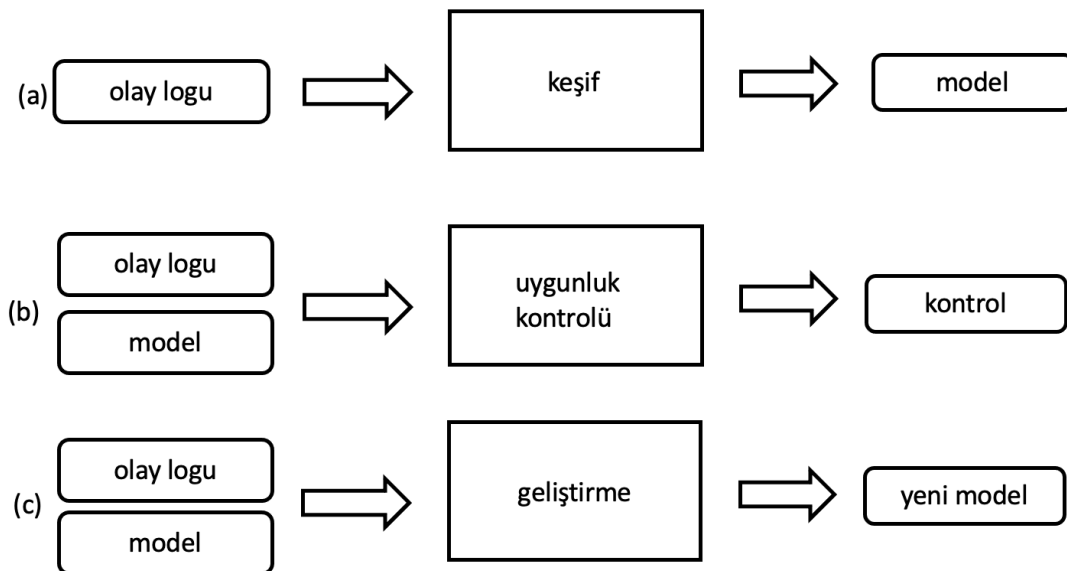 (a)
olay logu
keşif
model
(b)
olay logu
model
uygunluk
kontrolü
kontrol
(c)
olay logu
model
geliştirme
yeni model